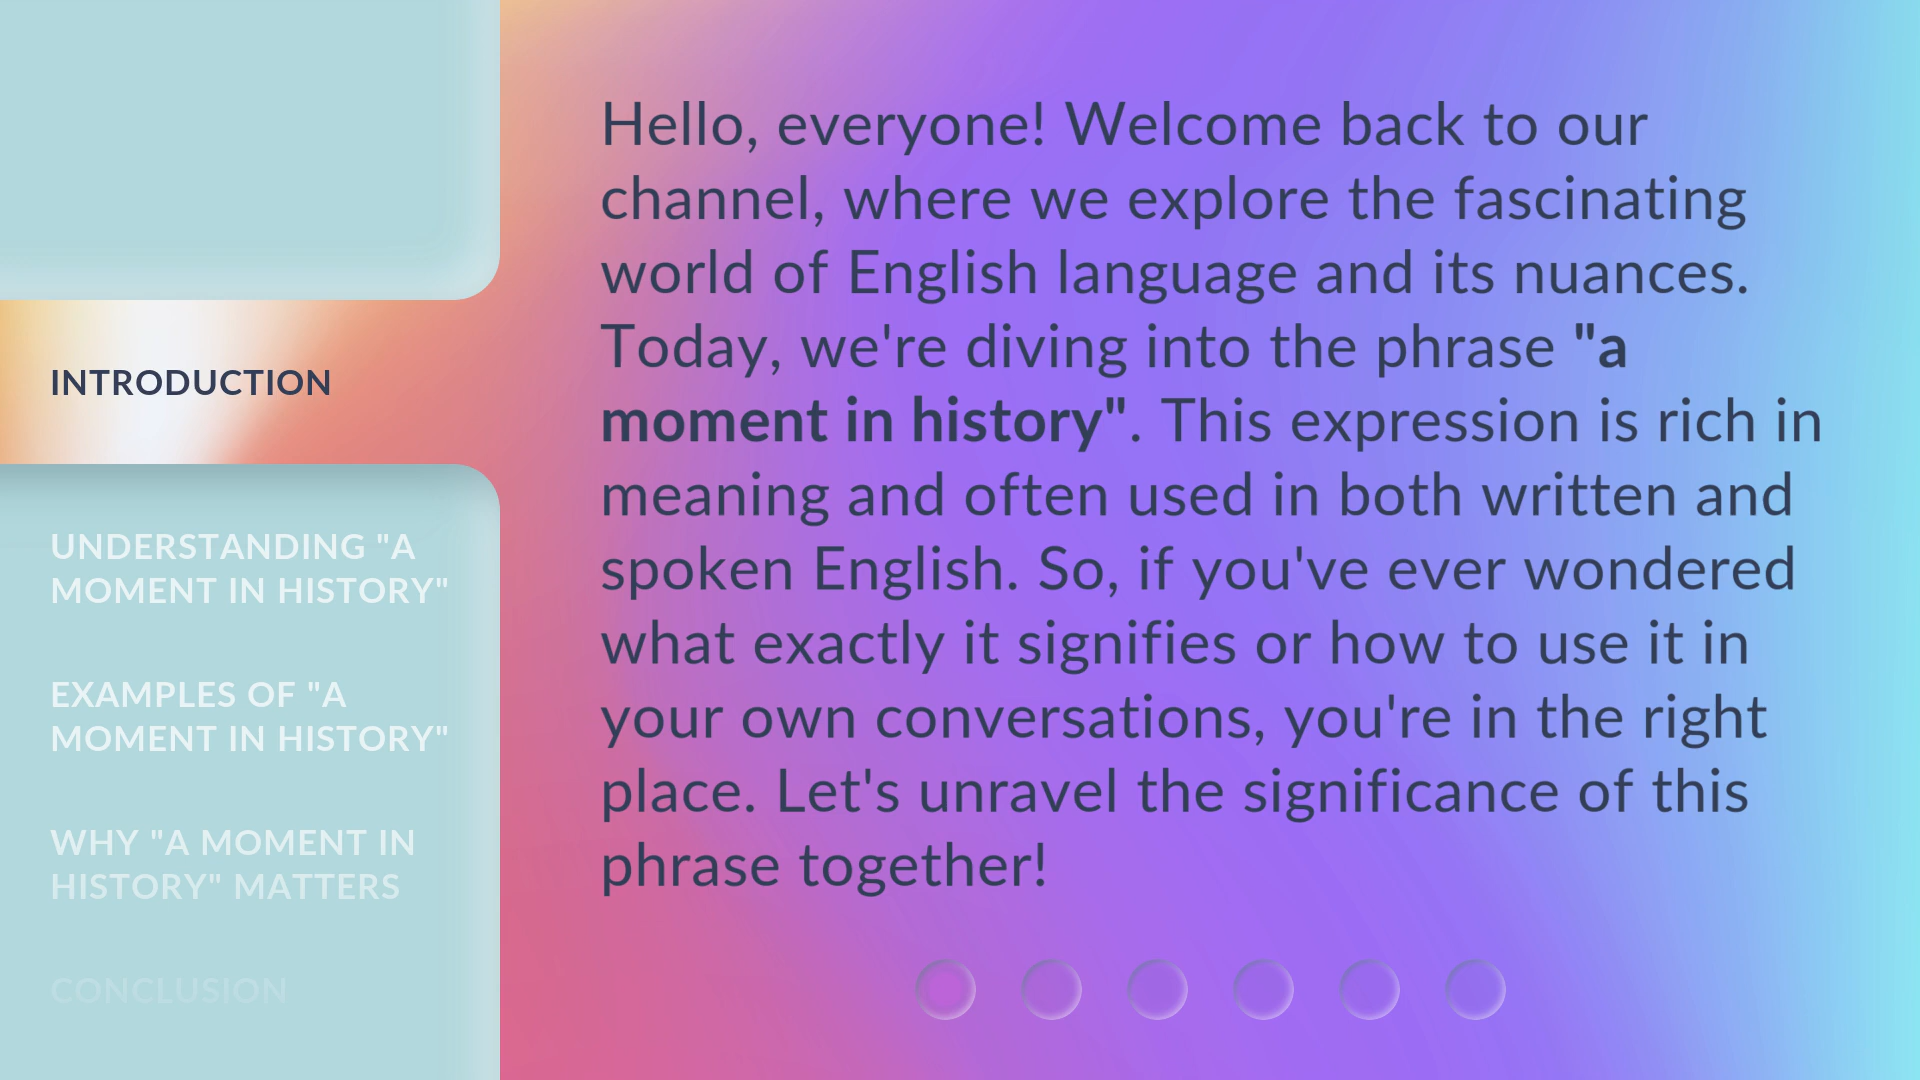 INTRODUCTION
UNDERSTANDING "A
MOMENT IN HISTORY"
EXAMPLES OF "A
MOMENT IN HISTORY"
WHY "A MOMENT IN
HISTORY" MATTERS
CONCLUSION
Hello, everyone! Welcome back to our
channel, where we explore the fascinating
world of English language and its nuances.
Today, we're diving into the phrase "a
moment in history". This expression is rich in
meaning and often used in both written and
spoken English. So, if you've ever wondered
what exactly it signifies or how to use it in
your own conversations, you're in the right
place. Let's unravel the significance of this
phrase together!